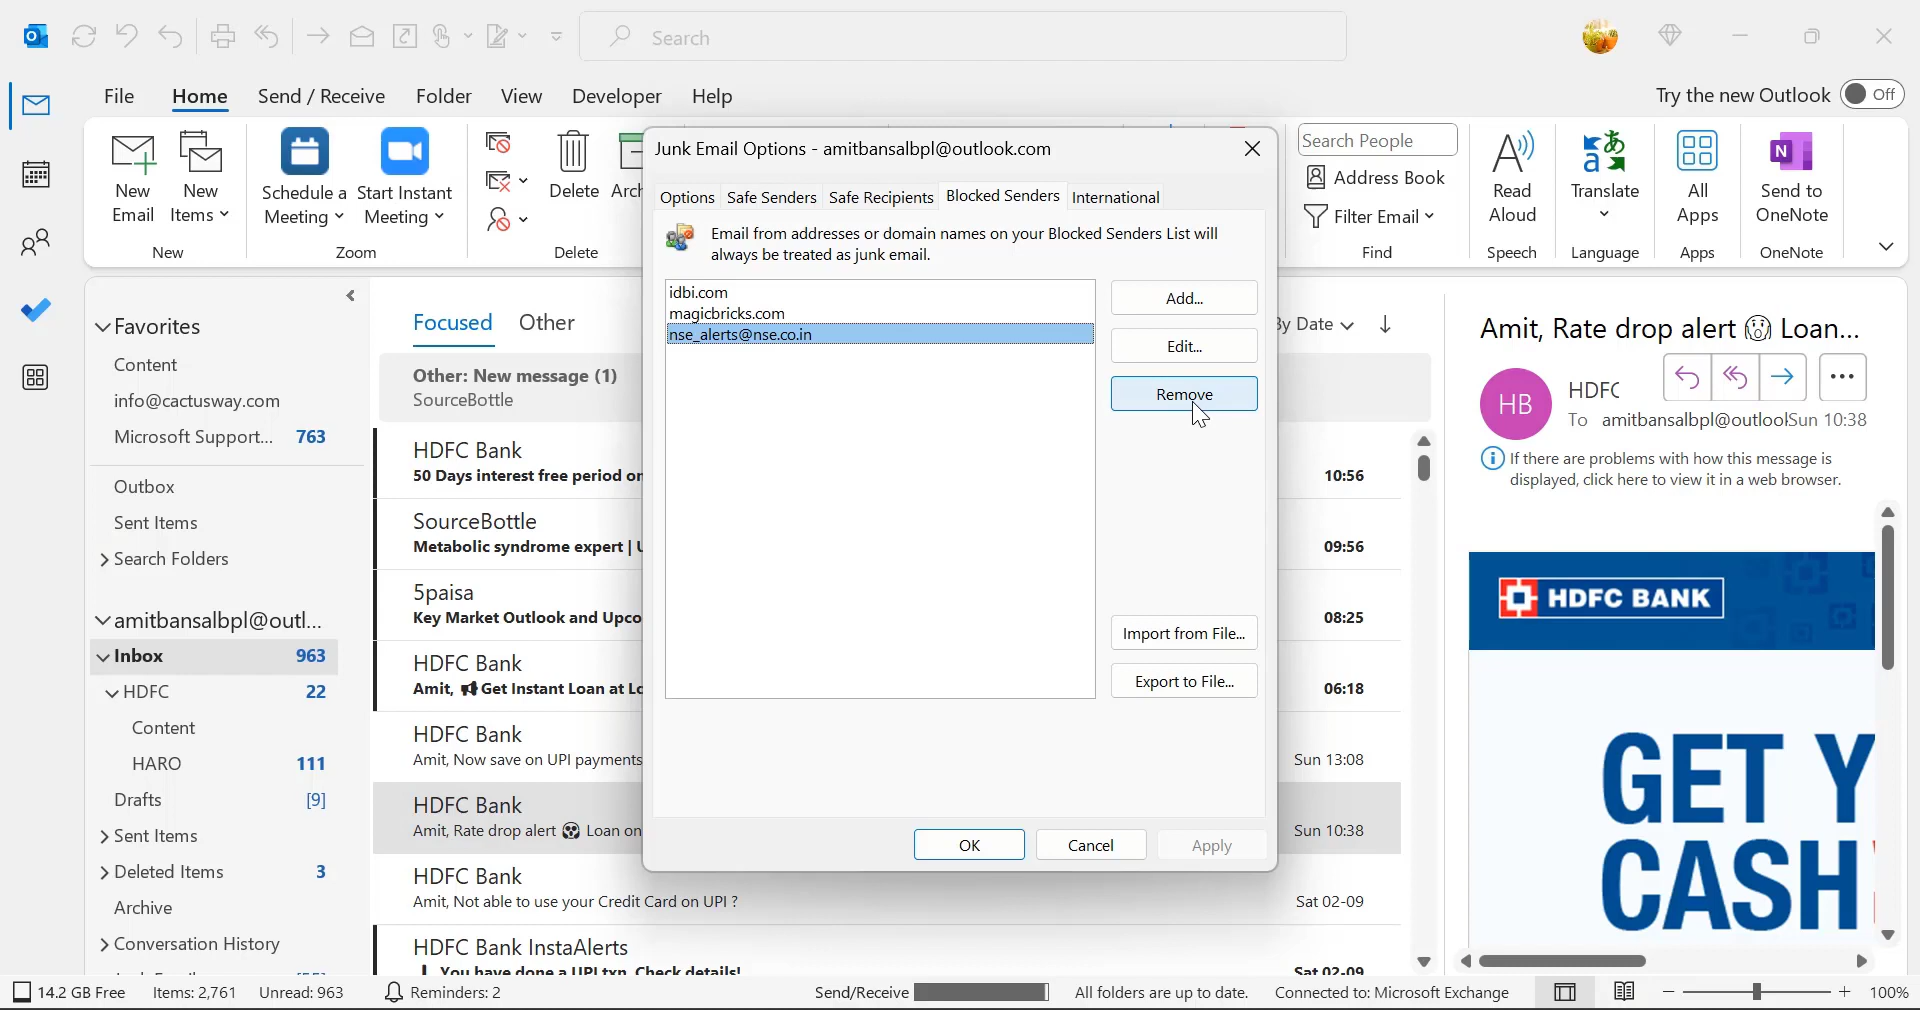 Search
File Home Send / Receive Folder View Developer Help
Try the new Outlook Off
New Email
New Items
New
Schedule a Meeting
Start Instant Meeting
Zoom
Delete
Arch
Delete
Search People
Address Book
Filter Email
Find
Read Aloud
Speech
Translate
Language
All Apps
Apps
N
Send to OneNote
OneNote
Junk Email Options - amitbansalbpl@outlook.com
Options Safe Senders Safe Recipients Blocked Senders International
Email from addresses or domain names on your Blocked Senders List will
always be treated as junk email.
idbi.com
magicbricks.com
nse_alerts@nse.co.in
Add...
Edit...
Remove
Import from File...
Export to File...
OK Cancel Apply
Favorites
Content
info@cactusway.com
Microsoft Support... 763
Outbox
Sent Items
Search Folders
amitbansalbpl@outl...
Inbox 963
HDFC 22
Content
HARO 111
Drafts [9]
Sent Items
Deleted Items 3
Archive
Conversation History
Focused Other
By Date
Other: New message (1)
SourceBottle
HDFC Bank
50 Days interest free period on 10:56
SourceBottle
Metabolic syndrome expert | U 09:56
5paisa
Key Market Outlook and Upco 08:25
HDFC Bank
Amit, 📢 Get Instant Loan at Lo 06:18
HDFC Bank
Amit, Now save on UPI payments Sun 13:08
HDFC Bank
Amit, Rate drop alert 😱 Loan on Sun 10:38
HDFC Bank
Amit, Not able to use your Credit Card on UPI ? Sat 02-09
HDFC Bank InstaAlerts
You have done a UPI txn. Check details! Sat 02-09
Amit, Rate drop alert 😱 Loan...
HB
HDFC
To amitbansalbpl@outlool Sun 10:38
If there are problems with how this message is
displayed, click here to view it in a web browser.
HDFC BANK
GET Y
CASH
14.2 GB Free Items: 2,761 Unread: 963 Reminders: 2 Send/Receive All folders are up to date. Connected to: Microsoft Exchange 100%